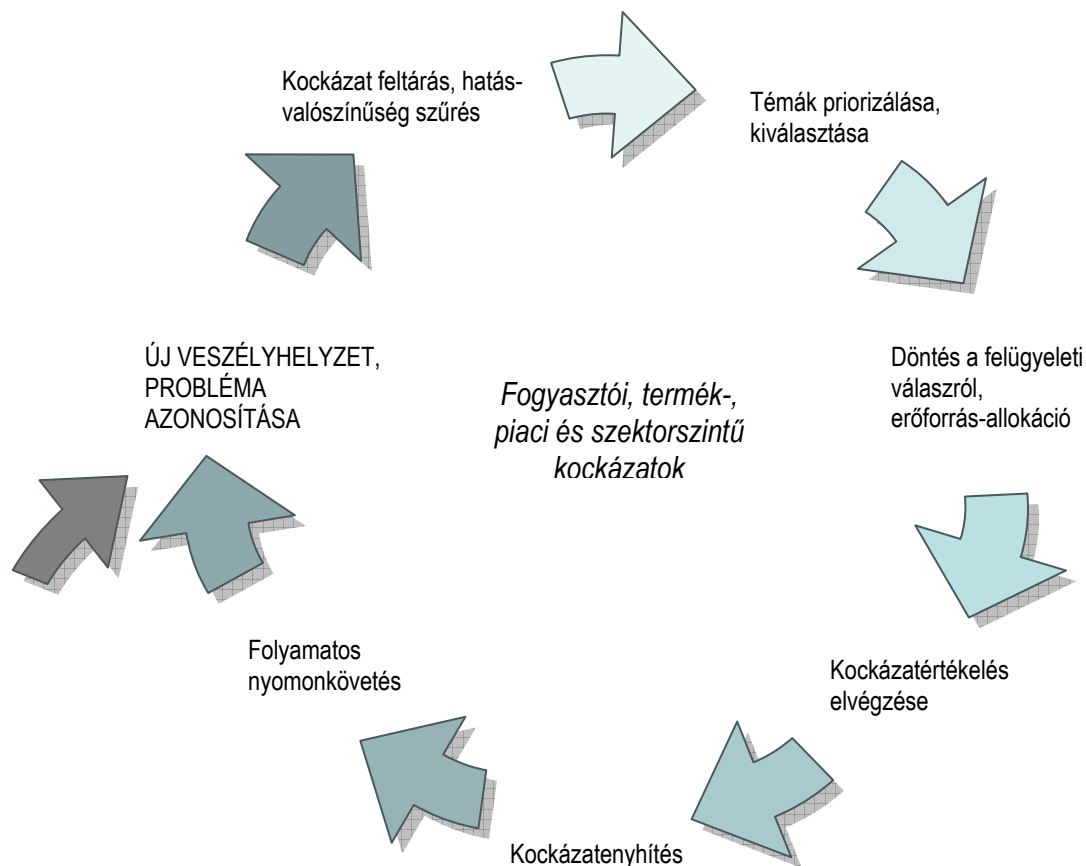 Kockázat feltárás, hatás-
valószínűség szűrés
Témák priorizálása,
kiválasztása
Döntés a felügyeleti
válaszról,
erőforrás-allokáció
Kockázatértékelés
elvégzése
Kockázatenyhítés
Folyamatos
nyomonkövetés
ÚJ VESZÉLYHELYZET,
PROBLÉMA
AZONOSÍTÁSA
Fogyasztói, termék-,
piaci és szektorszintű
kockázatok